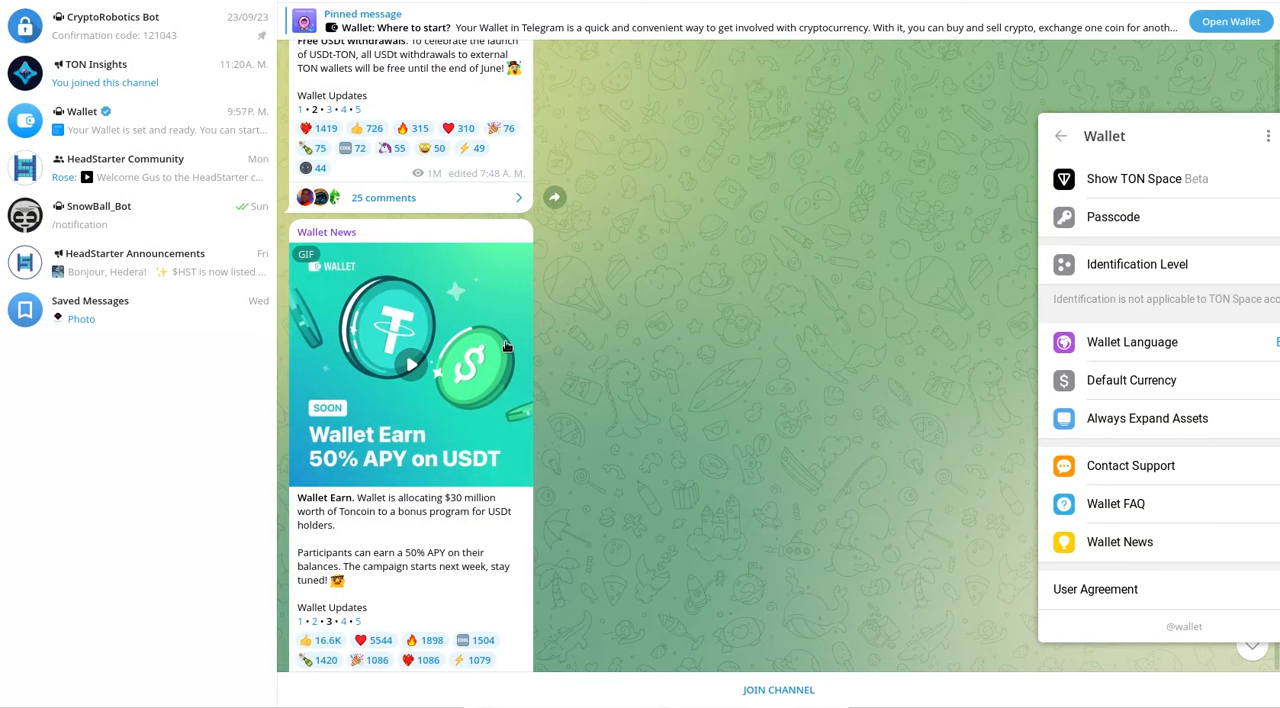 CryptoRobotics Bot 23/09/23
Confirmation code: 121043
TON Insights 11:20 A. M.
You joined this channel
Wallet 9:57 P. M.
Your Wallet is set and ready. You can start...
HeadStarter Community Mon
Rose: Welcome Gus to the HeadStarter c...
SnowBall_Bot Sun
/notification
HeadStarter Announcements Fri
Bonjour, Hedera! $HST is now listed ...
Saved Messages Wed
Photo
Pinned message
Wallet: Where to start? Your Wallet in Telegram is a quick and convenient way to get involved with cryptocurrency. With it, you can buy and sell crypto, exchange one coin for anoth...
Open Wallet
Free USDt withdrawals. To celebrate the launch
of USDt-TON, all USDt withdrawals to external
TON wallets will be free until the end of June!
Wallet Updates
1 • 2 • 3 • 4 • 5
1419 726 315 310 76
75 COOL 72 55 50 49
44
1M edited 7:48 A. M.
25 comments
Wallet News
GIF
WALLET
SOON
Wallet Earn
50% APY on USDT
Wallet Earn. Wallet is allocating $30 million
worth of Toncoin to a bonus program for USDt
holders.
Participants can earn a 50% APY on their
balances. The campaign starts next week, stay
tuned!
Wallet Updates
1 • 2 • 3 • 4 • 5
16.6K 5544 1898 COOL 1504
1420 1086 1086 1079
JOIN CHANNEL
Wallet
Show TON Space Beta
Passcode
Identification Level
Identification is not applicable to TON Space acc
Wallet Language E
Default Currency
Always Expand Assets
Contact Support
Wallet FAQ
Wallet News
User Agreement
@wallet